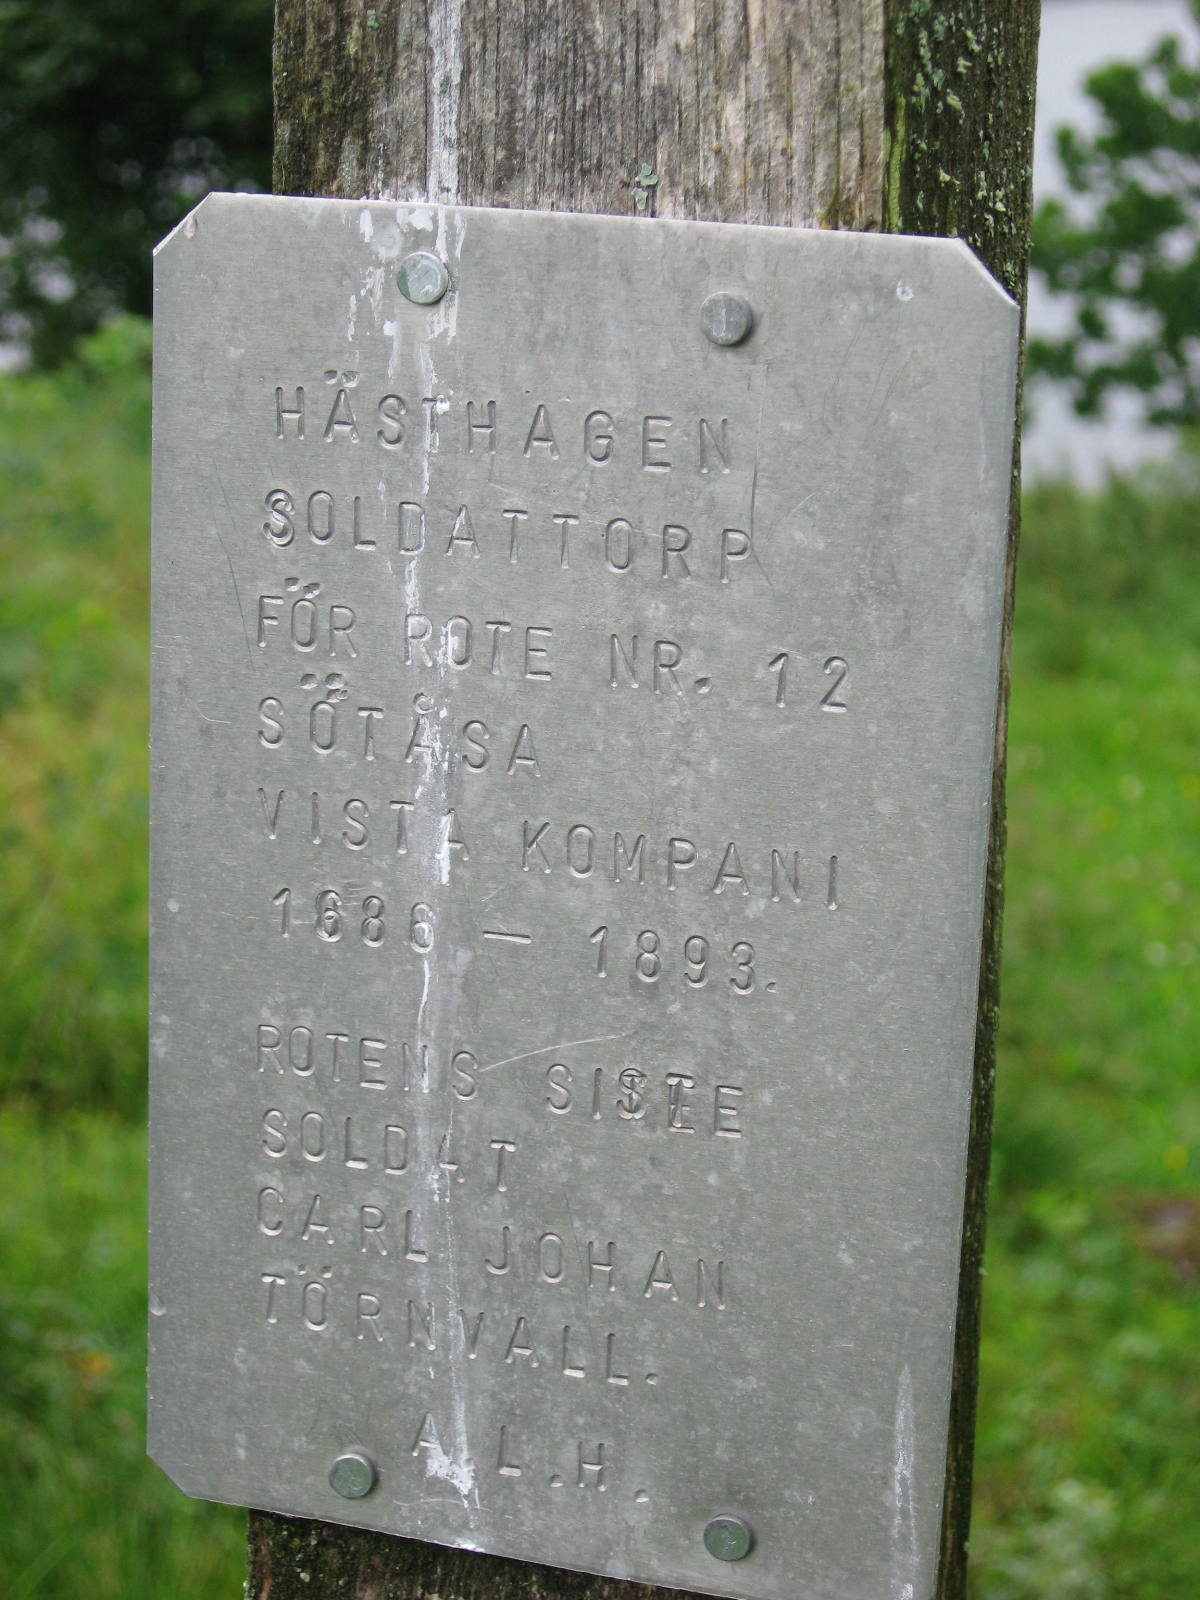 HÄSTHAGEN
SOLDATTORP
FÖR ROTE NR. 12
SÖTÅSA
VISTA KOMPANI
1686 — 1893.
ROTENS SISTE
SOLDAT
CARL JOHAN
TÖRNVALL.
A.L.H.